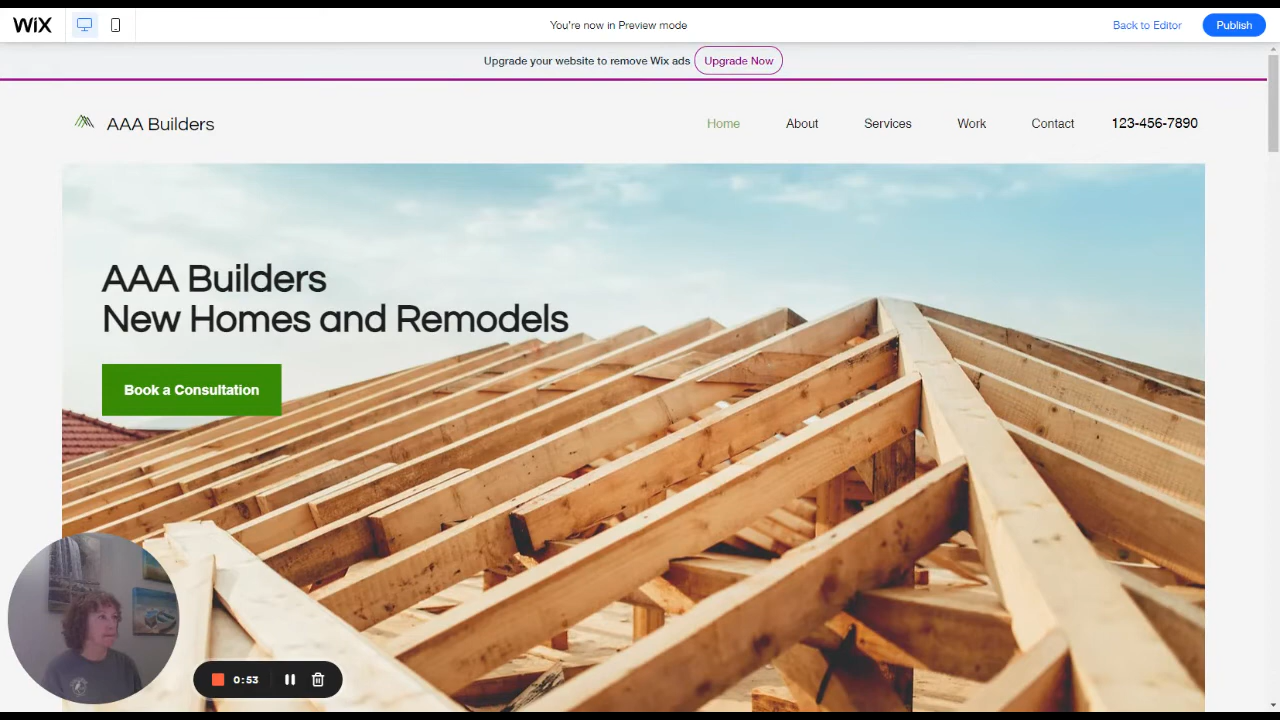 WiX
You're now in Preview mode
Back to Editor
Publish
Upgrade your website to remove Wix ads
Upgrade Now
AAA Builders
Home
About
Services
Work
Contact
123-456-7890
AAA Builders
New Homes and Remodels
Book a Consultation
0:53